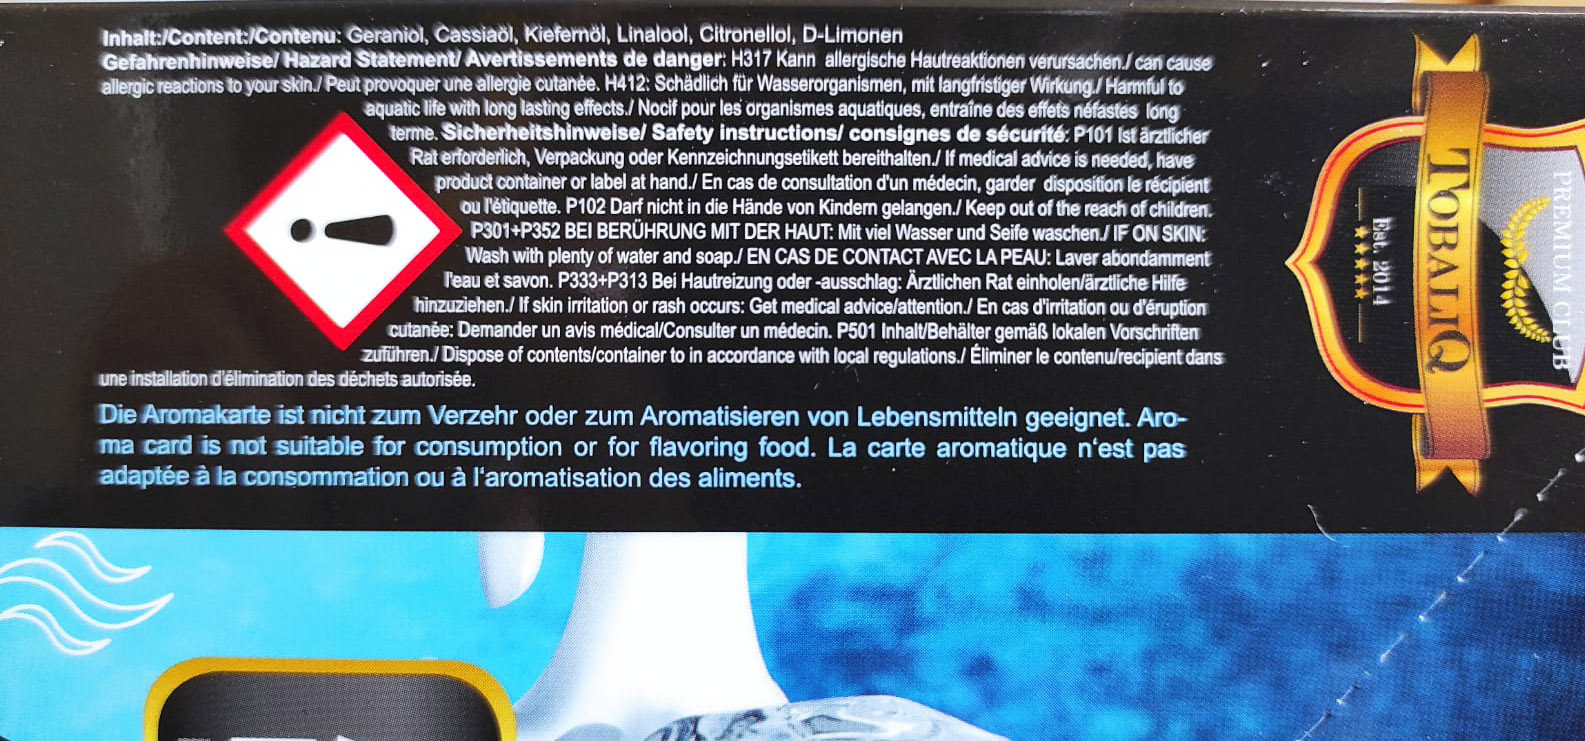 Inhalt:/Content:/Contenu: Geraniol, Cassiaöl, Kiefernöl, Linalool, Citronellol, D-Limonen
Gefahrenhinweise/ Hazard Statement/ Avertissements de danger: H317 Kann allergische Hautreaktionen verursachen./ can cause
allergic reactions to your skin./ Peut provoquer une allergie cutanée. H412: Schädlich für Wasserorganismen, mit langfristiger Wirkung./ Harmful to
aquatic life with long lasting effects./ Nocif pour les organismes aquatiques, entraîne des effets néfastes long
terme. Sicherheitshinweise/ Safety instructions/ consignes de sécurité: P101 Ist ärztlicher
Rat erforderlich, Verpackung oder Kennzeichnungsetikett bereithalten./ If medical advice is needed, have
product container or label at hand./ En cas de consultation d'un médecin, garder disposition le récipient
ou l'étiquette. P102 Darf nicht in die Hände von Kindern gelangen./ Keep out of the reach of children.
P301+P352 BEI BERÜHRUNG MIT DER HAUT: Mit viel Wasser und Seife waschen./ IF ON SKIN:
Wash with plenty of water and soap./ EN CAS DE CONTACT AVEC LA PEAU: Laver abondamment
l'eau et savon. P333+P313 Bei Hautreizung oder -ausschlag: Ärztlichen Rat einholen/ärztliche Hilfe
hinzuziehen./ If skin irritation or rash occurs: Get medical advice/attention./ En cas d'irritation ou d'éruption
cutanée: Demander un avis médical/Consulter un médecin. P501 Inhalt/Behälter gemäß lokalen Vorschriften
zuführen./ Dispose of contents/container to in accordance with local regulations./ Éliminer le contenu/recipient dans
une installation d'élimination des déchets autorisée.
Die Aromakarte ist nicht zum Verzehr oder zum Aromatisieren von Lebensmitteln geeignet. Aro-
ma card is not suitable for consumption or for flavoring food. La carte aromatique n'est pas
adaptée à la consommation ou à l'aromatisation des aliments.
PREMIUM CLUB
TOBALIQ
Est. 2014